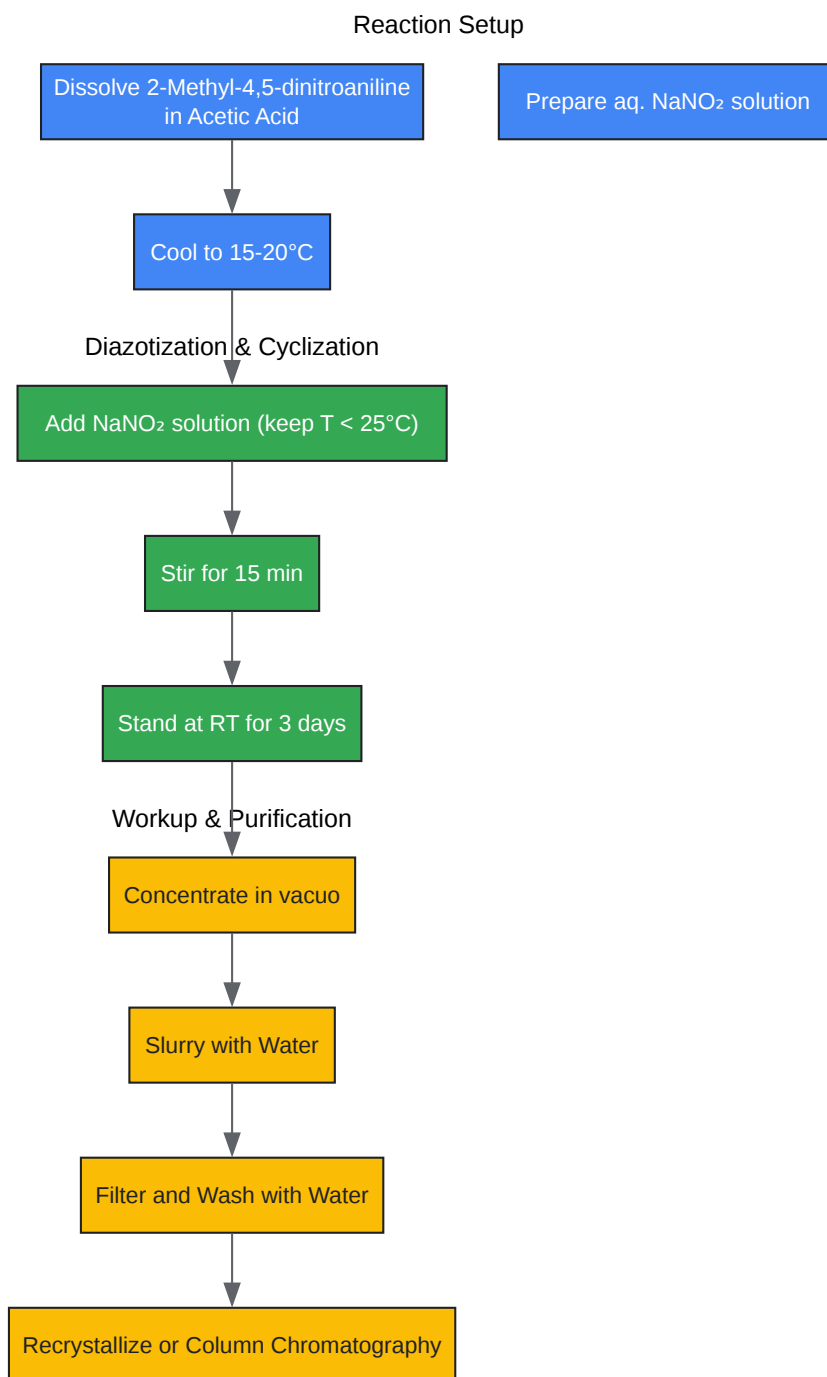 Reaction Setup
Dissolve 2-Methyl-4,5-dinitroaniline
in Acetic Acid
Prepare aq. NaNO₂ solution
Cool to 15-20°C
Diazotization & Cyclization
Add NaNO₂ solution (keep T < 25°C)
Stir for 15 min
Stand at RT for 3 days
Workup & Purification
Concentrate in vacuo
Slurry with Water
Filter and Wash with Water
Recrystallize or Column Chromatography